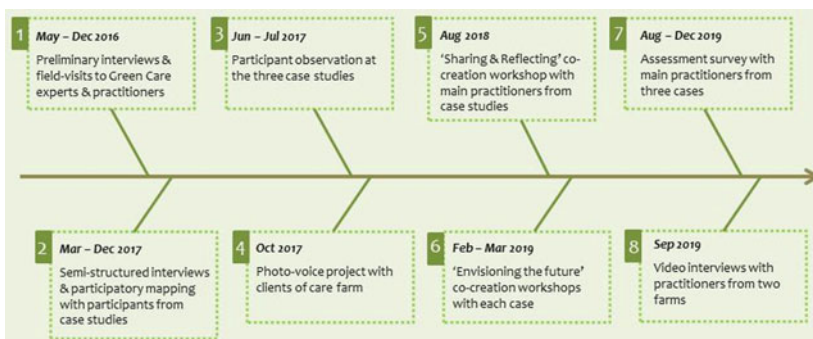 1
May – Dec 2016
Preliminary interviews &
field-visits to Green Care
experts & practitioners
2
Mar – Dec 2017
Semi-structured interviews
& participatory mapping
with participants from
case studies
3
Jun – Jul 2017
Participant observation at
the three case studies
4
Oct 2017
Photo-voice project with
clients of care farm
5
Aug 2018
‘Sharing & Reflecting’ co-
creation workshop with
main practitioners from
case studies
6
Feb – Mar 2019
‘Envisioning the future’
co-creation workshops
with each case
7
Aug – Dec 2019
Assessment survey with
main practitioners from
three cases
8
Sep 2019
Video interviews with
practitioners from two
farms